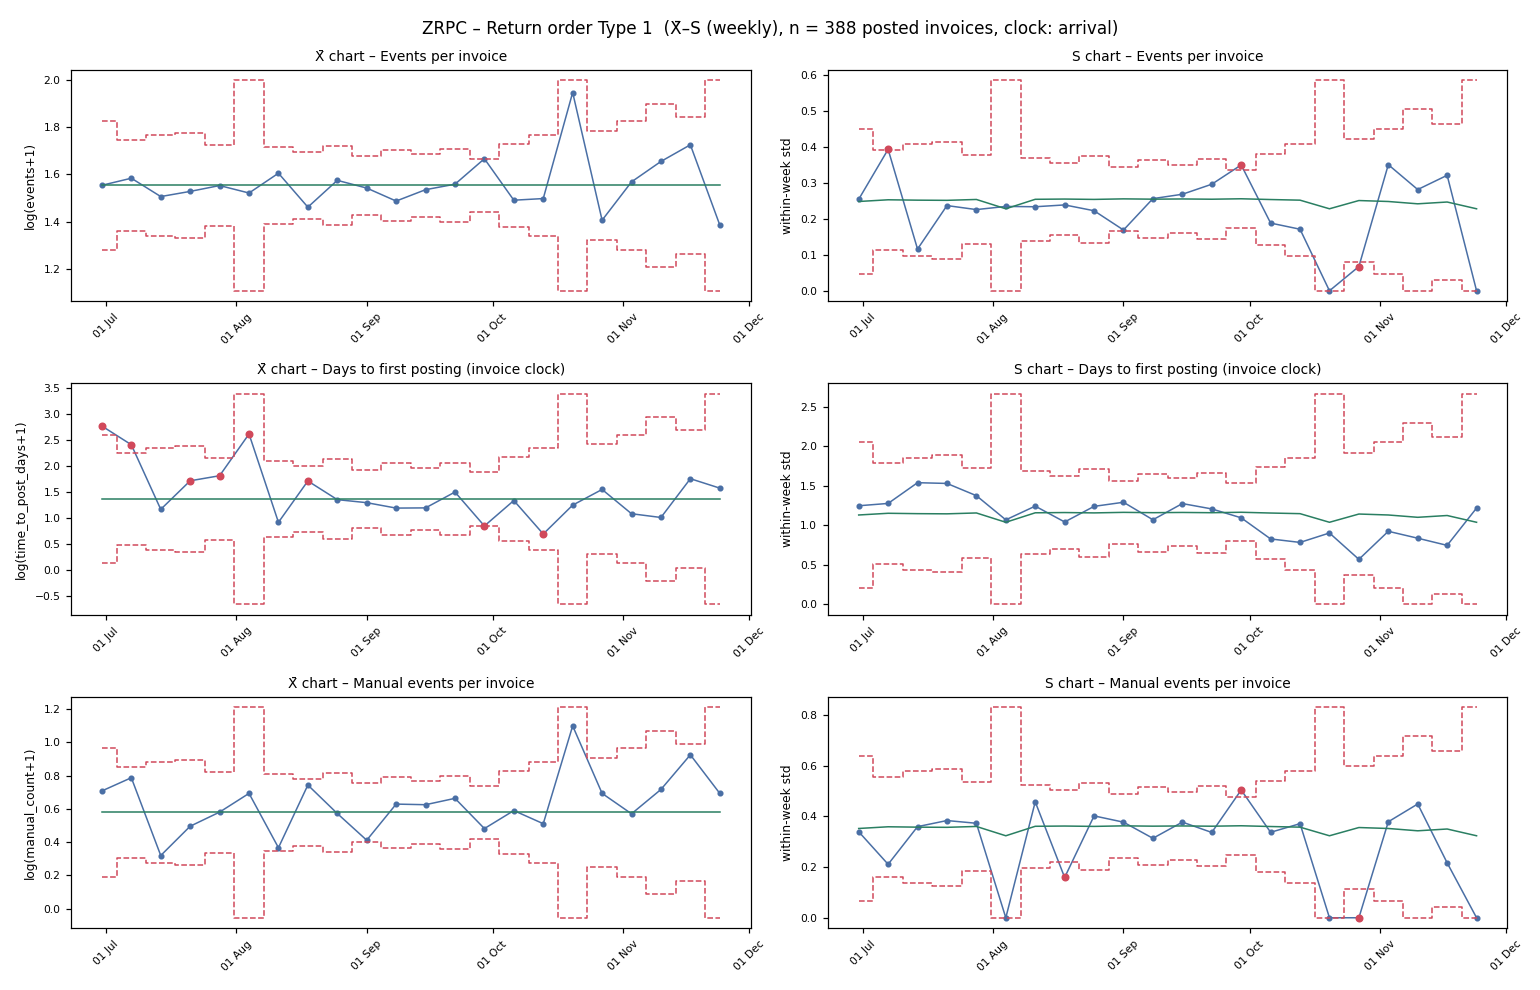 ZRPC – Return order Type 1  (X̄–S (weekly), n = 388 posted invoices, clock: arrival)
X̄ chart – Events per invoice
log(events+1)
2.0
1.8
1.6
1.4
1.2
01 Jul
01 Aug
01 Sep
01 Oct
01 Nov
01 Dec
S chart – Events per invoice
within-week std
0.6
0.5
0.4
0.3
0.2
0.1
0.0
01 Jul
01 Aug
01 Sep
01 Oct
01 Nov
01 Dec
X̄ chart – Days to first posting (invoice clock)
log(time_to_post_days+1)
3.5
3.0
2.5
2.0
1.5
1.0
0.5
0.0
−0.5
01 Jul
01 Aug
01 Sep
01 Oct
01 Nov
01 Dec
S chart – Days to first posting (invoice clock)
within-week std
2.5
2.0
1.5
1.0
0.5
0.0
01 Jul
01 Aug
01 Sep
01 Oct
01 Nov
01 Dec
X̄ chart – Manual events per invoice
log(manual_count+1)
1.2
1.0
0.8
0.6
0.4
0.2
0.0
01 Jul
01 Aug
01 Sep
01 Oct
01 Nov
01 Dec
S chart – Manual events per invoice
within-week std
0.8
0.6
0.4
0.2
0.0
01 Jul
01 Aug
01 Sep
01 Oct
01 Nov
01 Dec